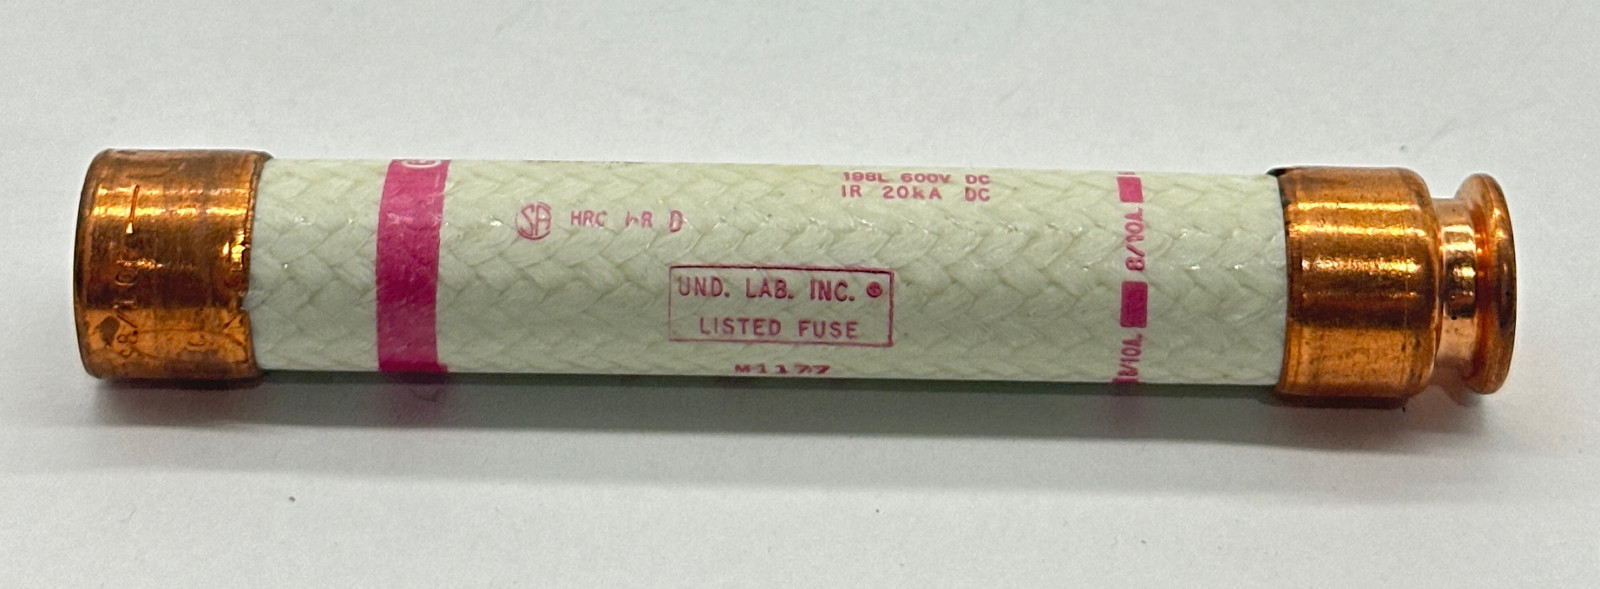 198L 600V DC
IR 20kA DC
HRC
D
UND. LAB. INC.®
LISTED FUSE
8/10A.
8/10A.
M1177